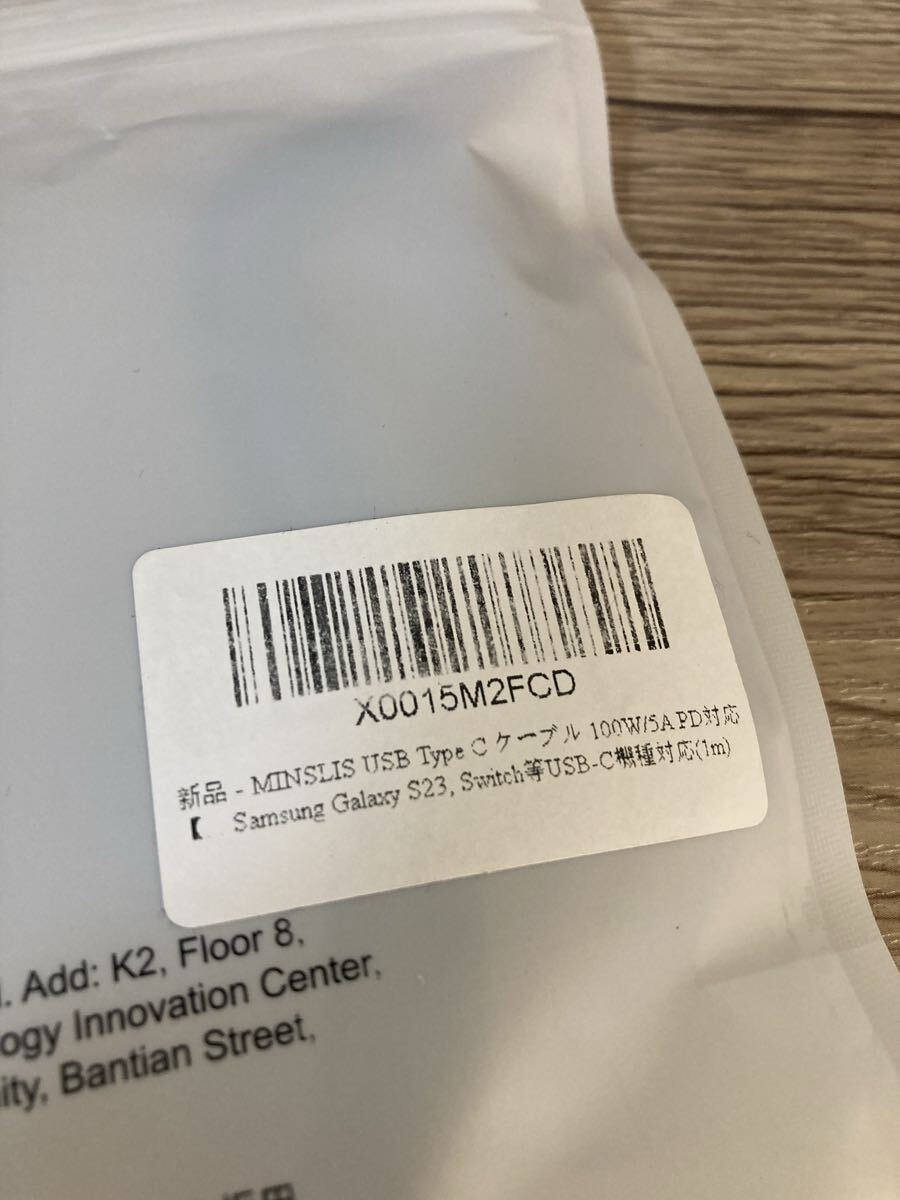 X0015M2FCD
新品 - MINSLIS USB Type C ケーブル 100W/5A PD対応
【... Samsung Galaxy S23, Switch等USB-C機種対応(1m)
. Add: K2, Floor 8,
ogy Innovation Center,
ity, Bantian Street,